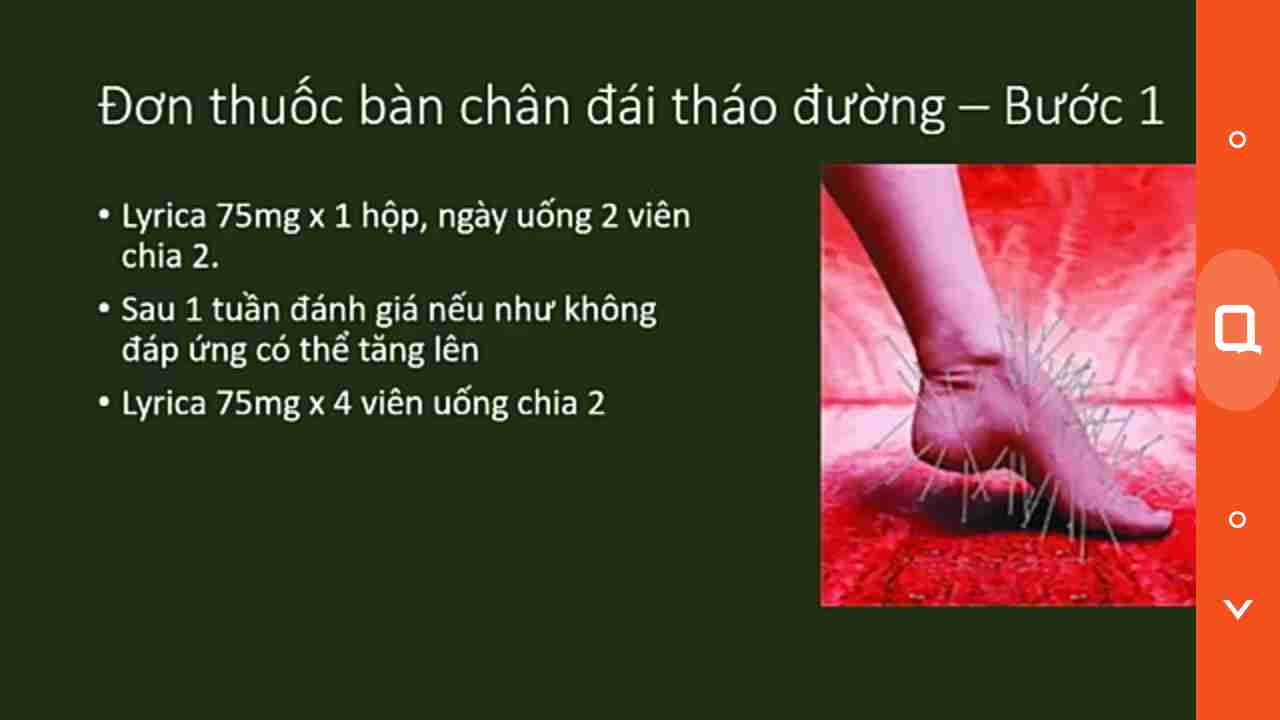 Đơn thuốc bàn chân đái tháo đường – Bước 1
• Lyrica 75mg x 1 hộp, ngày uống 2 viên
chia 2.
• Sau 1 tuần đánh giá nếu như không
đáp ứng có thể tăng lên
• Lyrica 75mg x 4 viên uống chia 2